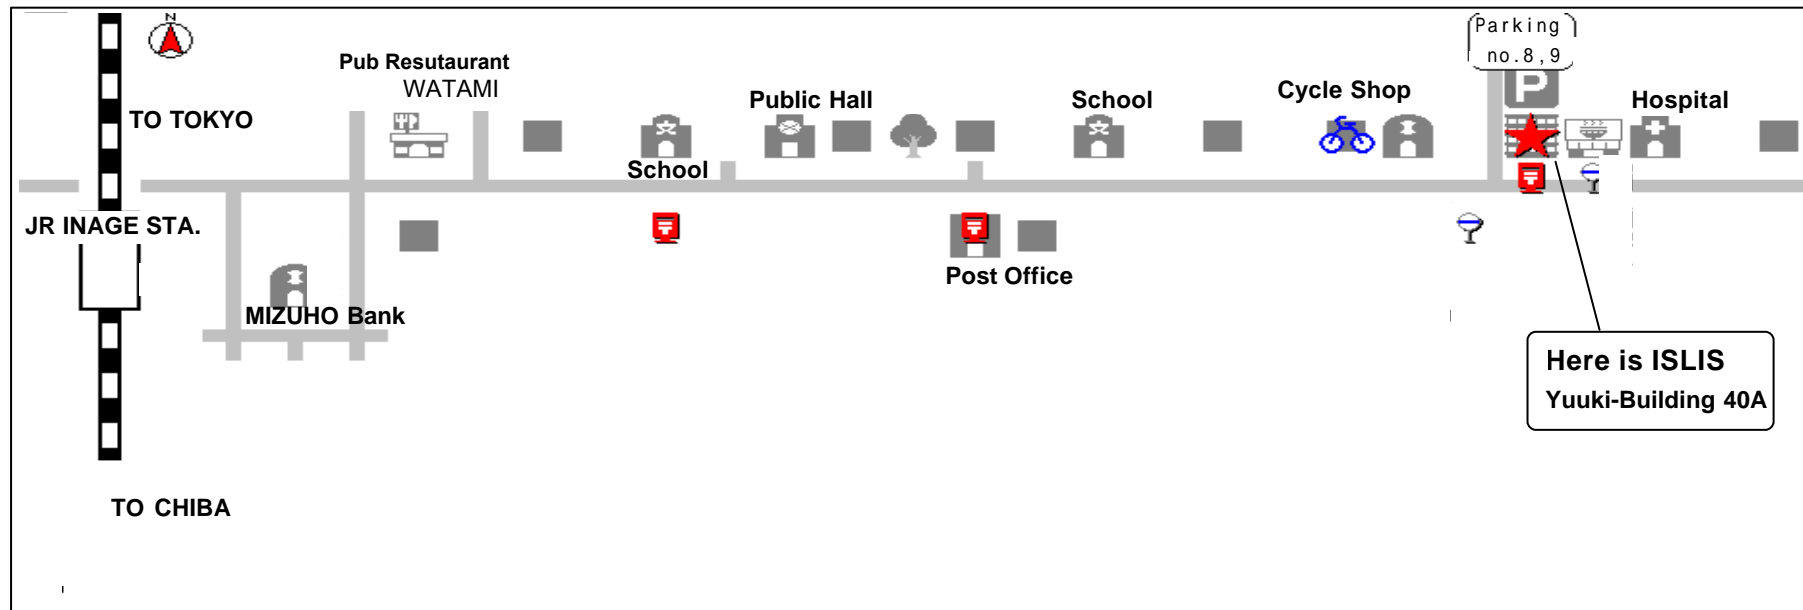 N
Parking
no.8,9
Pub Resutaurant
WATAMI
Public Hall
School
Cycle Shop
P
Hospital
TO TOKYO
School
JR INAGE STA.
Post Office
MIZUHO Bank
Here is ISLIS
Yuuki-Building 40A
TO CHIBA